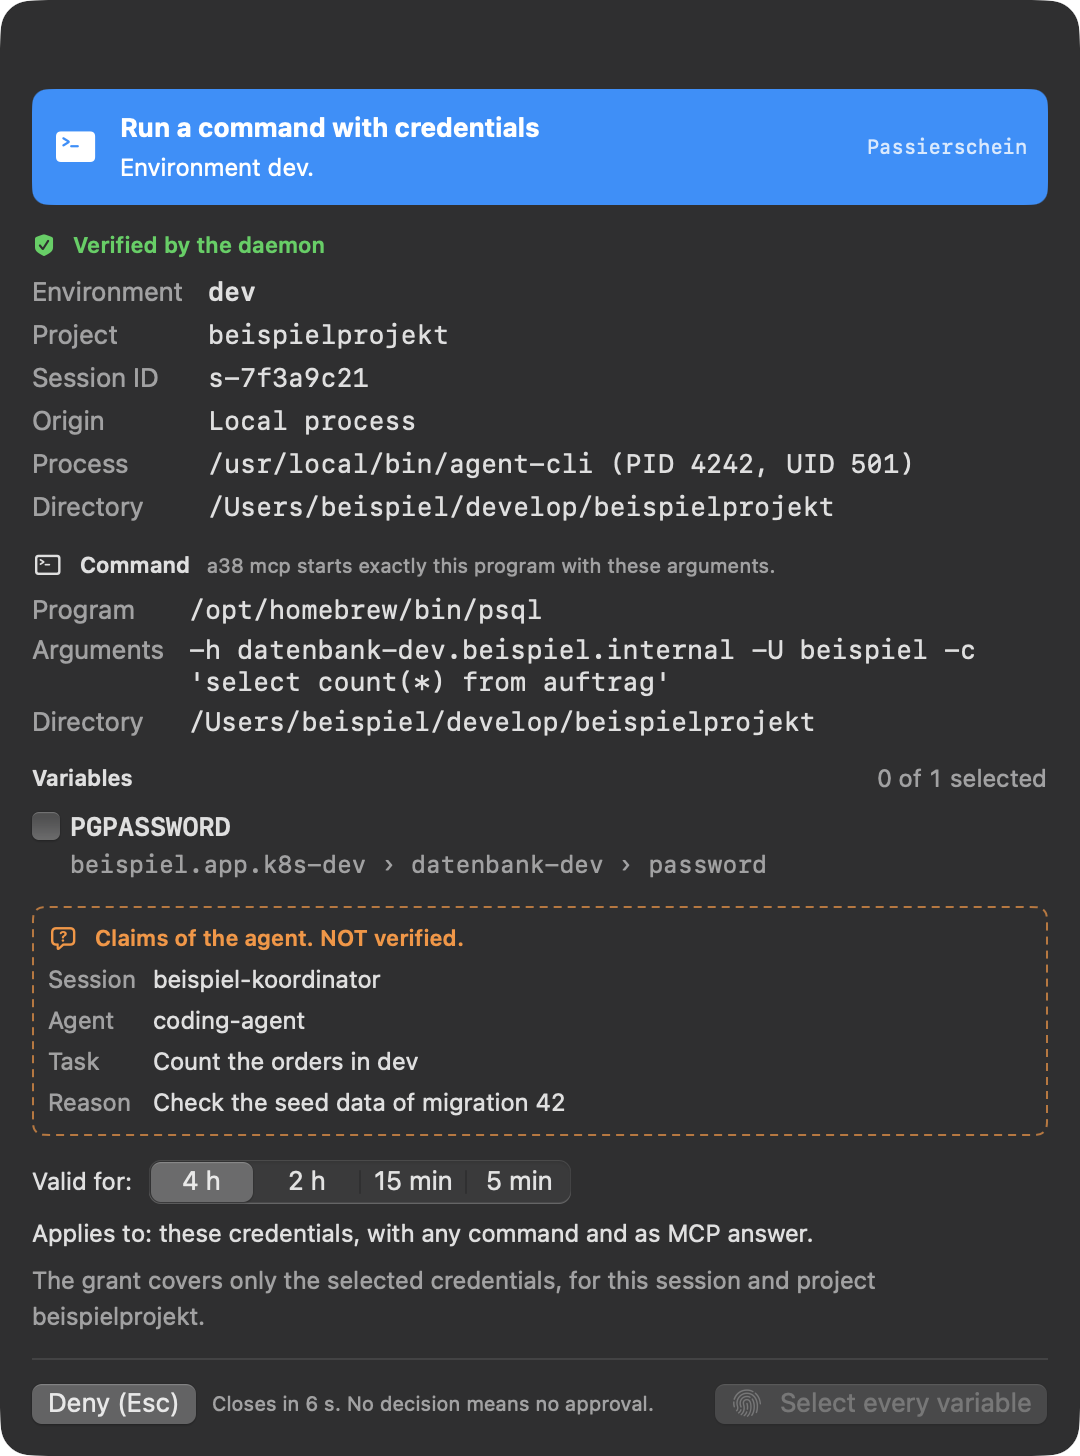 Run a command with credentials
Environment dev.
Passierschein
Verified by the daemon
Environment dev
Project beispielprojekt
Session ID s-7f3a9c21
Origin Local process
Process /usr/local/bin/agent-cli (PID 4242, UID 501)
Directory /Users/beispiel/develop/beispielprojekt
Command a38 mcp starts exactly this program with these arguments.
Program /opt/homebrew/bin/psql
Arguments -h datenbank-dev.beispiel.internal -U beispiel -c
'select count(*) from auftrag'
Directory /Users/beispiel/develop/beispielprojekt
Variables 0 of 1 selected
PGPASSWORD
beispiel.app.k8s-dev › datenbank-dev › password
Claims of the agent. NOT verified.
Session beispiel-koordinator
Agent coding-agent
Task Count the orders in dev
Reason Check the seed data of migration 42
Valid for: 4 h 2 h 15 min 5 min
Applies to: these credentials, with any command and as MCP answer.
The grant covers only the selected credentials, for this session and project
beispielprojekt.
Deny (Esc) Closes in 6 s. No decision means no approval. Select every variable